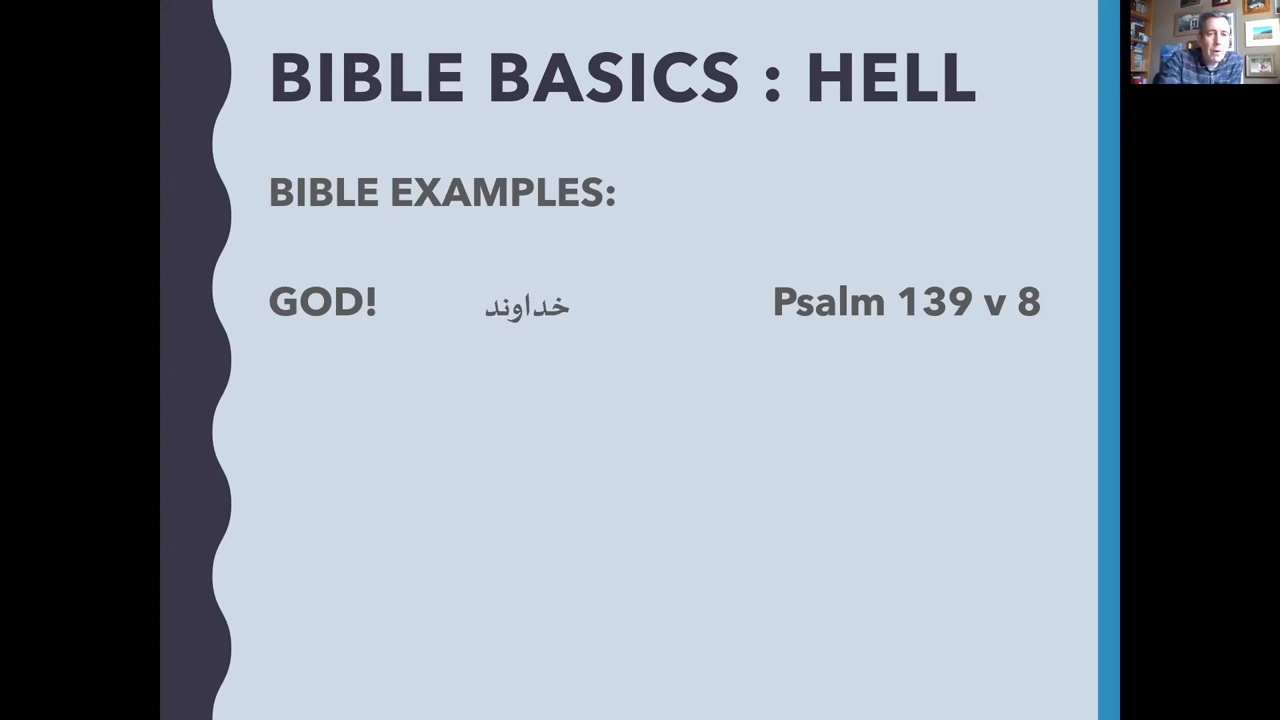 BIBLE BASICS : HELL
BIBLE EXAMPLES:
GOD! خداوند Psalm 139 v 8